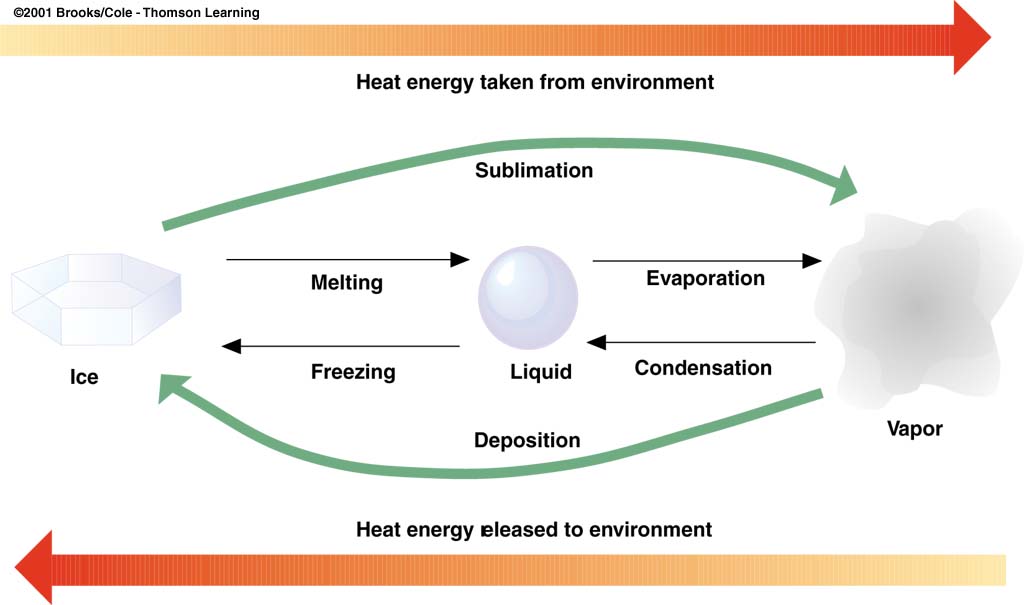 ©2001 Brooks/Cole - Thomson Learning
Heat energy taken from environment
Sublimation
Melting
Evaporation
Freezing
Liquid
Condensation
Ice
Vapor
Deposition
Heat energy released to environment